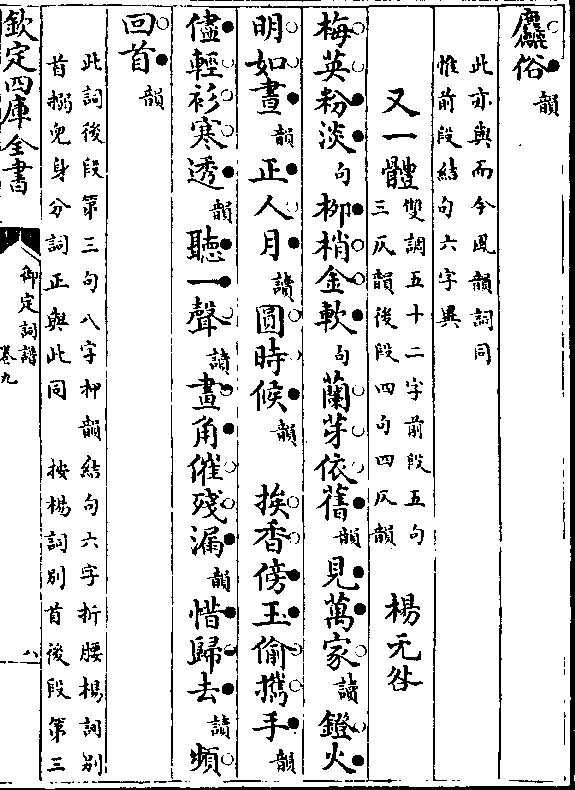 麤俗韻
此亦與而今風韻詞同
惟前段結句六字異
又一體
雙調五十二字前段五句
三仄韻後段四句四仄韻
楊无咎
梅英粉淡句柳梢金軟句蘭芽依舊韻見萬家讀鐙火
明如晝韻正人月讀圓時候韻 挨香傍玉偷攜手韻
儘輕衫寒透韻聽一聲讀畫角催殘漏韻惜歸去讀頻
回首韻
此詞後段第三句八字押韻結句六字折腰楊詞別
首搦兒身分詞正與此同 按楊詞別首後段第三
欽定四庫全書
御定詞譜
卷九
八